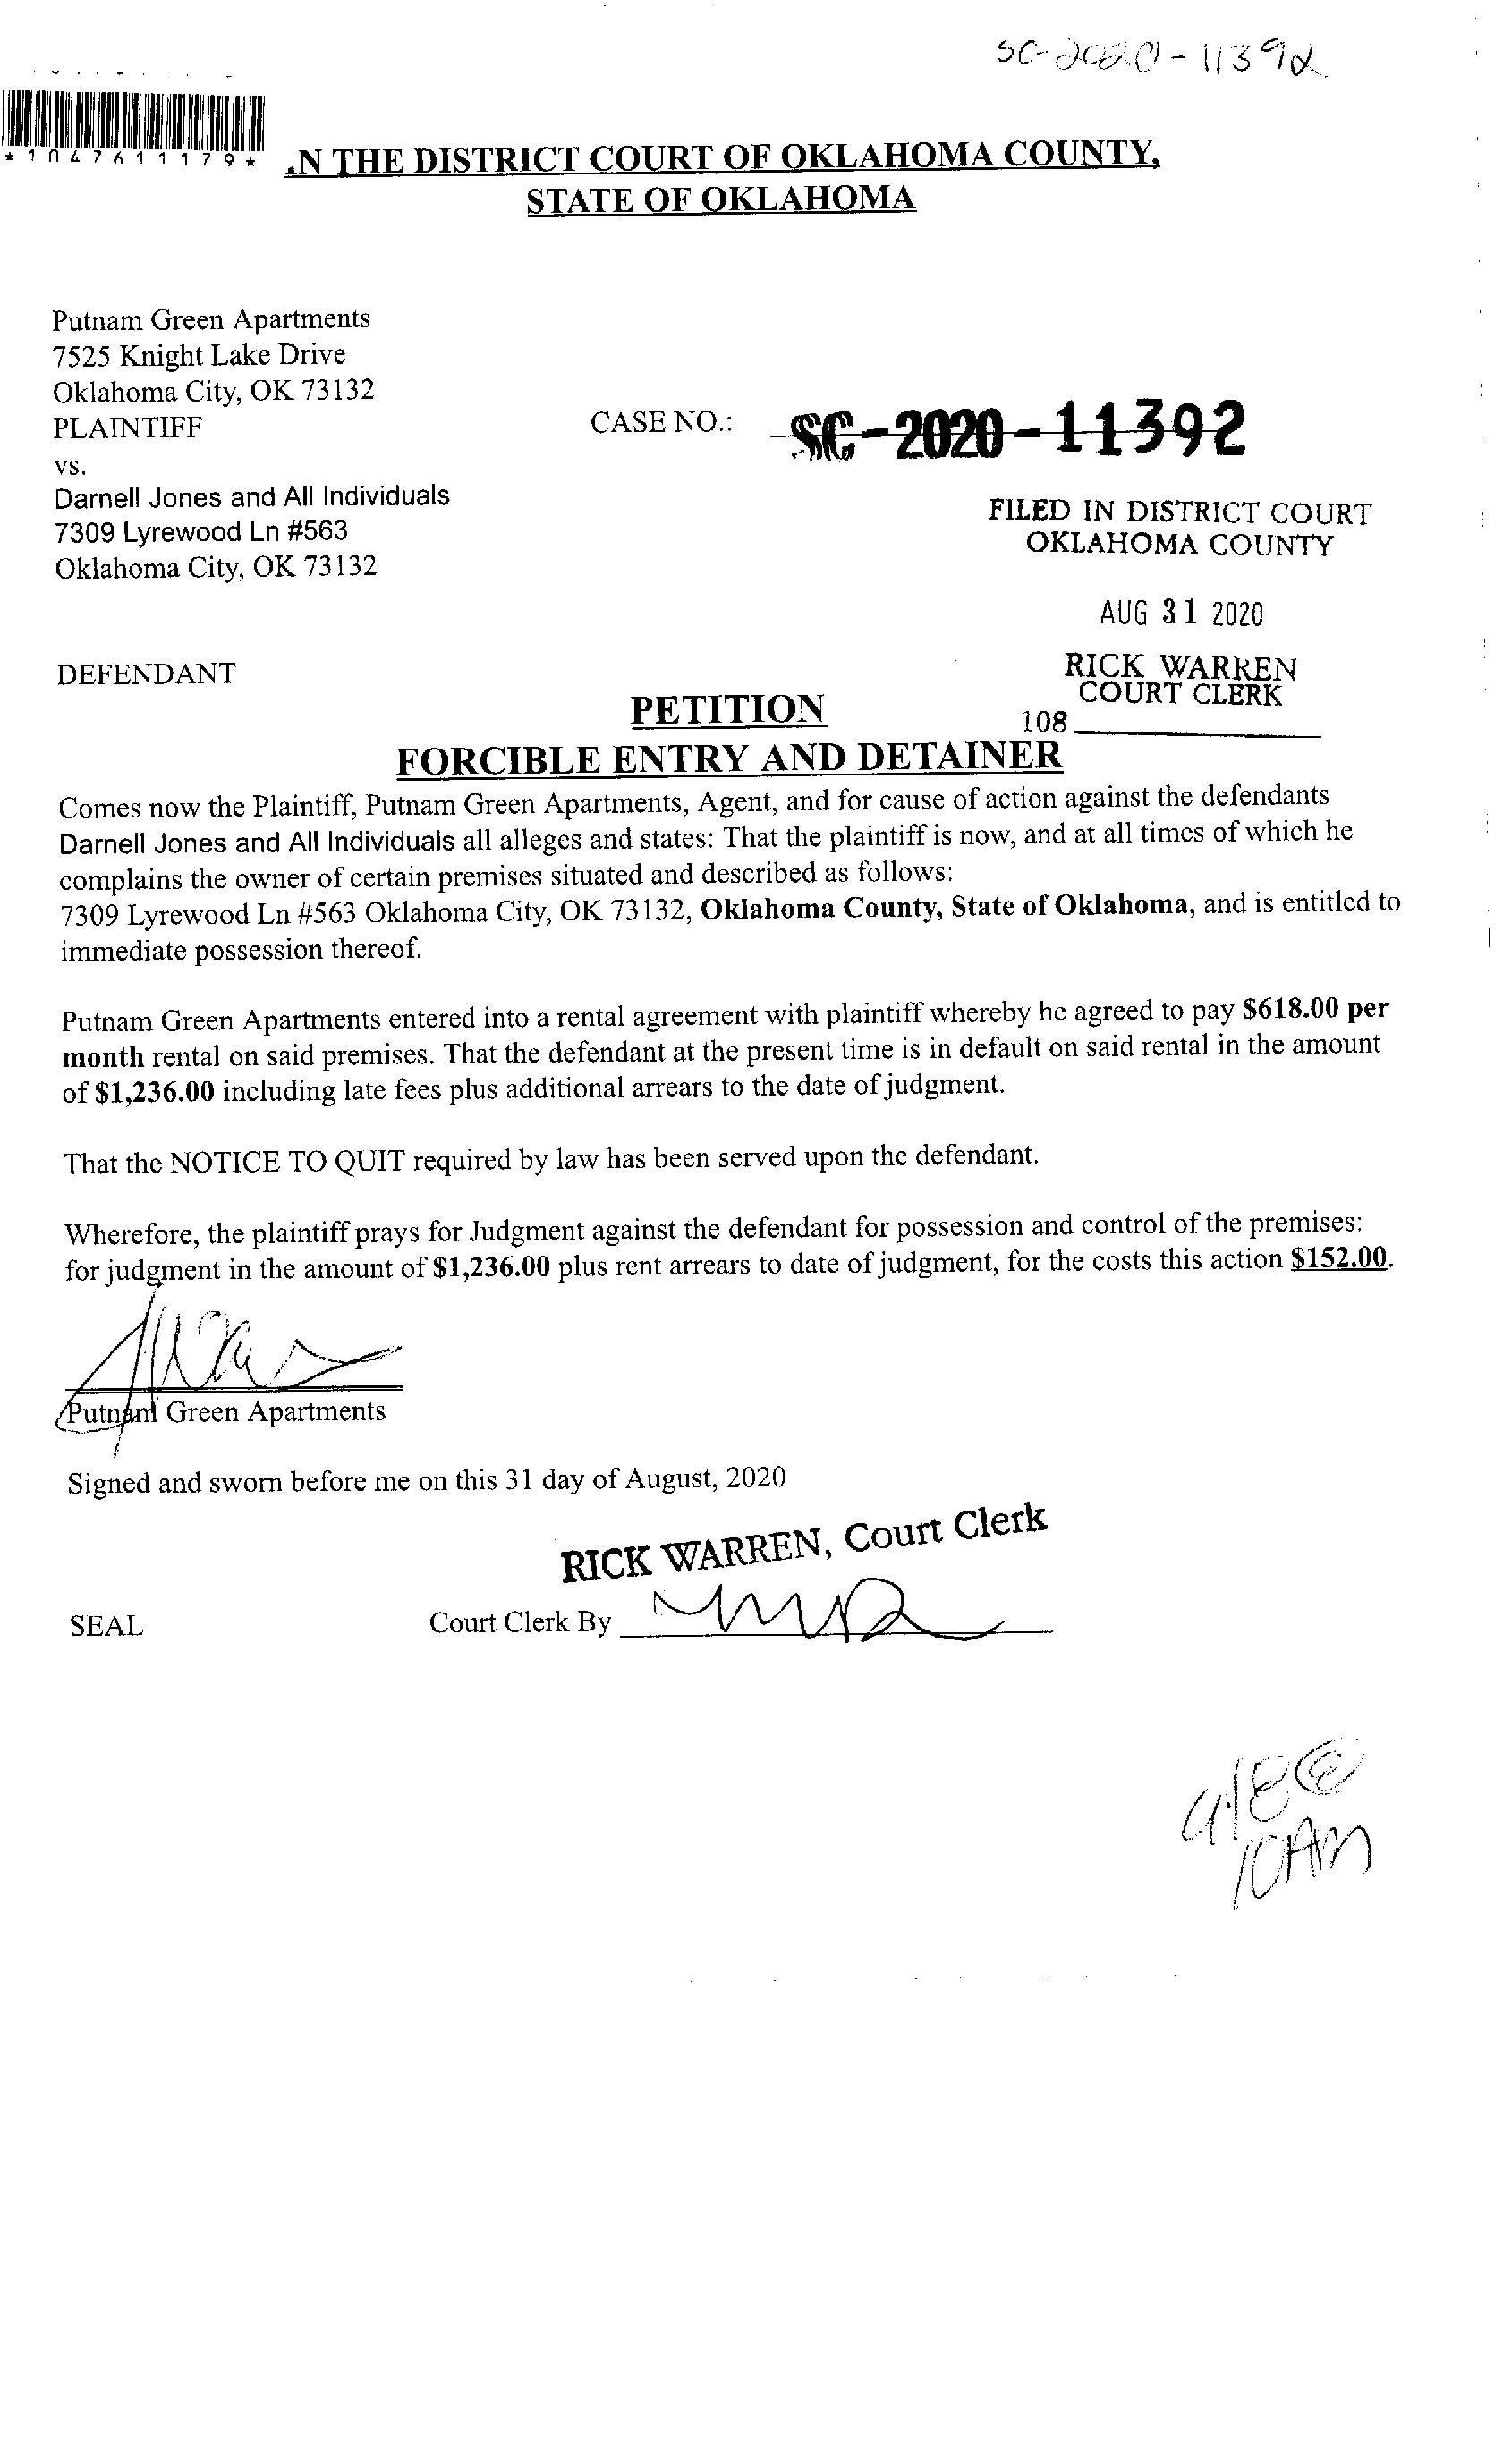 SC-2020-11392
*1047611179*
N THE DISTRICT COURT OF OKLAHOMA COUNTY,
STATE OF OKLAHOMA
Putnam Green Apartments
7525 Knight Lake Drive
Oklahoma City, OK 73132
PLAINTIFF
CASE NO.: SC-2020-11392
vs.
Darnell Jones and All Individuals
7309 Lyrewood Ln #563
Oklahoma City, OK 73132
FILED IN DISTRICT COURT
OKLAHOMA COUNTY
AUG 31 2020
DEFENDANT
RICK WARREN
COURT CLERK
108
PETITION
FORCIBLE ENTRY AND DETAINER
Comes now the Plaintiff, Putnam Green Apartments, Agent, and for cause of action against the defendants
Darnell Jones and All Individuals all alleges and states: That the plaintiff is now, and at all times of which he
complains the owner of certain premises situated and described as follows:
7309 Lyrewood Ln #563 Oklahoma City, OK 73132, Oklahoma County, State of Oklahoma, and is entitled to
immediate possession thereof.
Putnam Green Apartments entered into a rental agreement with plaintiff whereby he agreed to pay $618.00 per
month rental on said premises. That the defendant at the present time is in default on said rental in the amount
of $1,236.00 including late fees plus additional arrears to the date of judgment.
That the NOTICE TO QUIT required by law has been served upon the defendant.
Wherefore, the plaintiff prays for Judgment against the defendant for possession and control of the premises:
for judgment in the amount of $1,236.00 plus rent arrears to date of judgment, for the costs this action $152.00.
Putnam Green Apartments
Signed and sworn before me on this 31 day of August, 2020
RICK WARREN, Court Clerk
SEAL
Court Clerk By
10AM